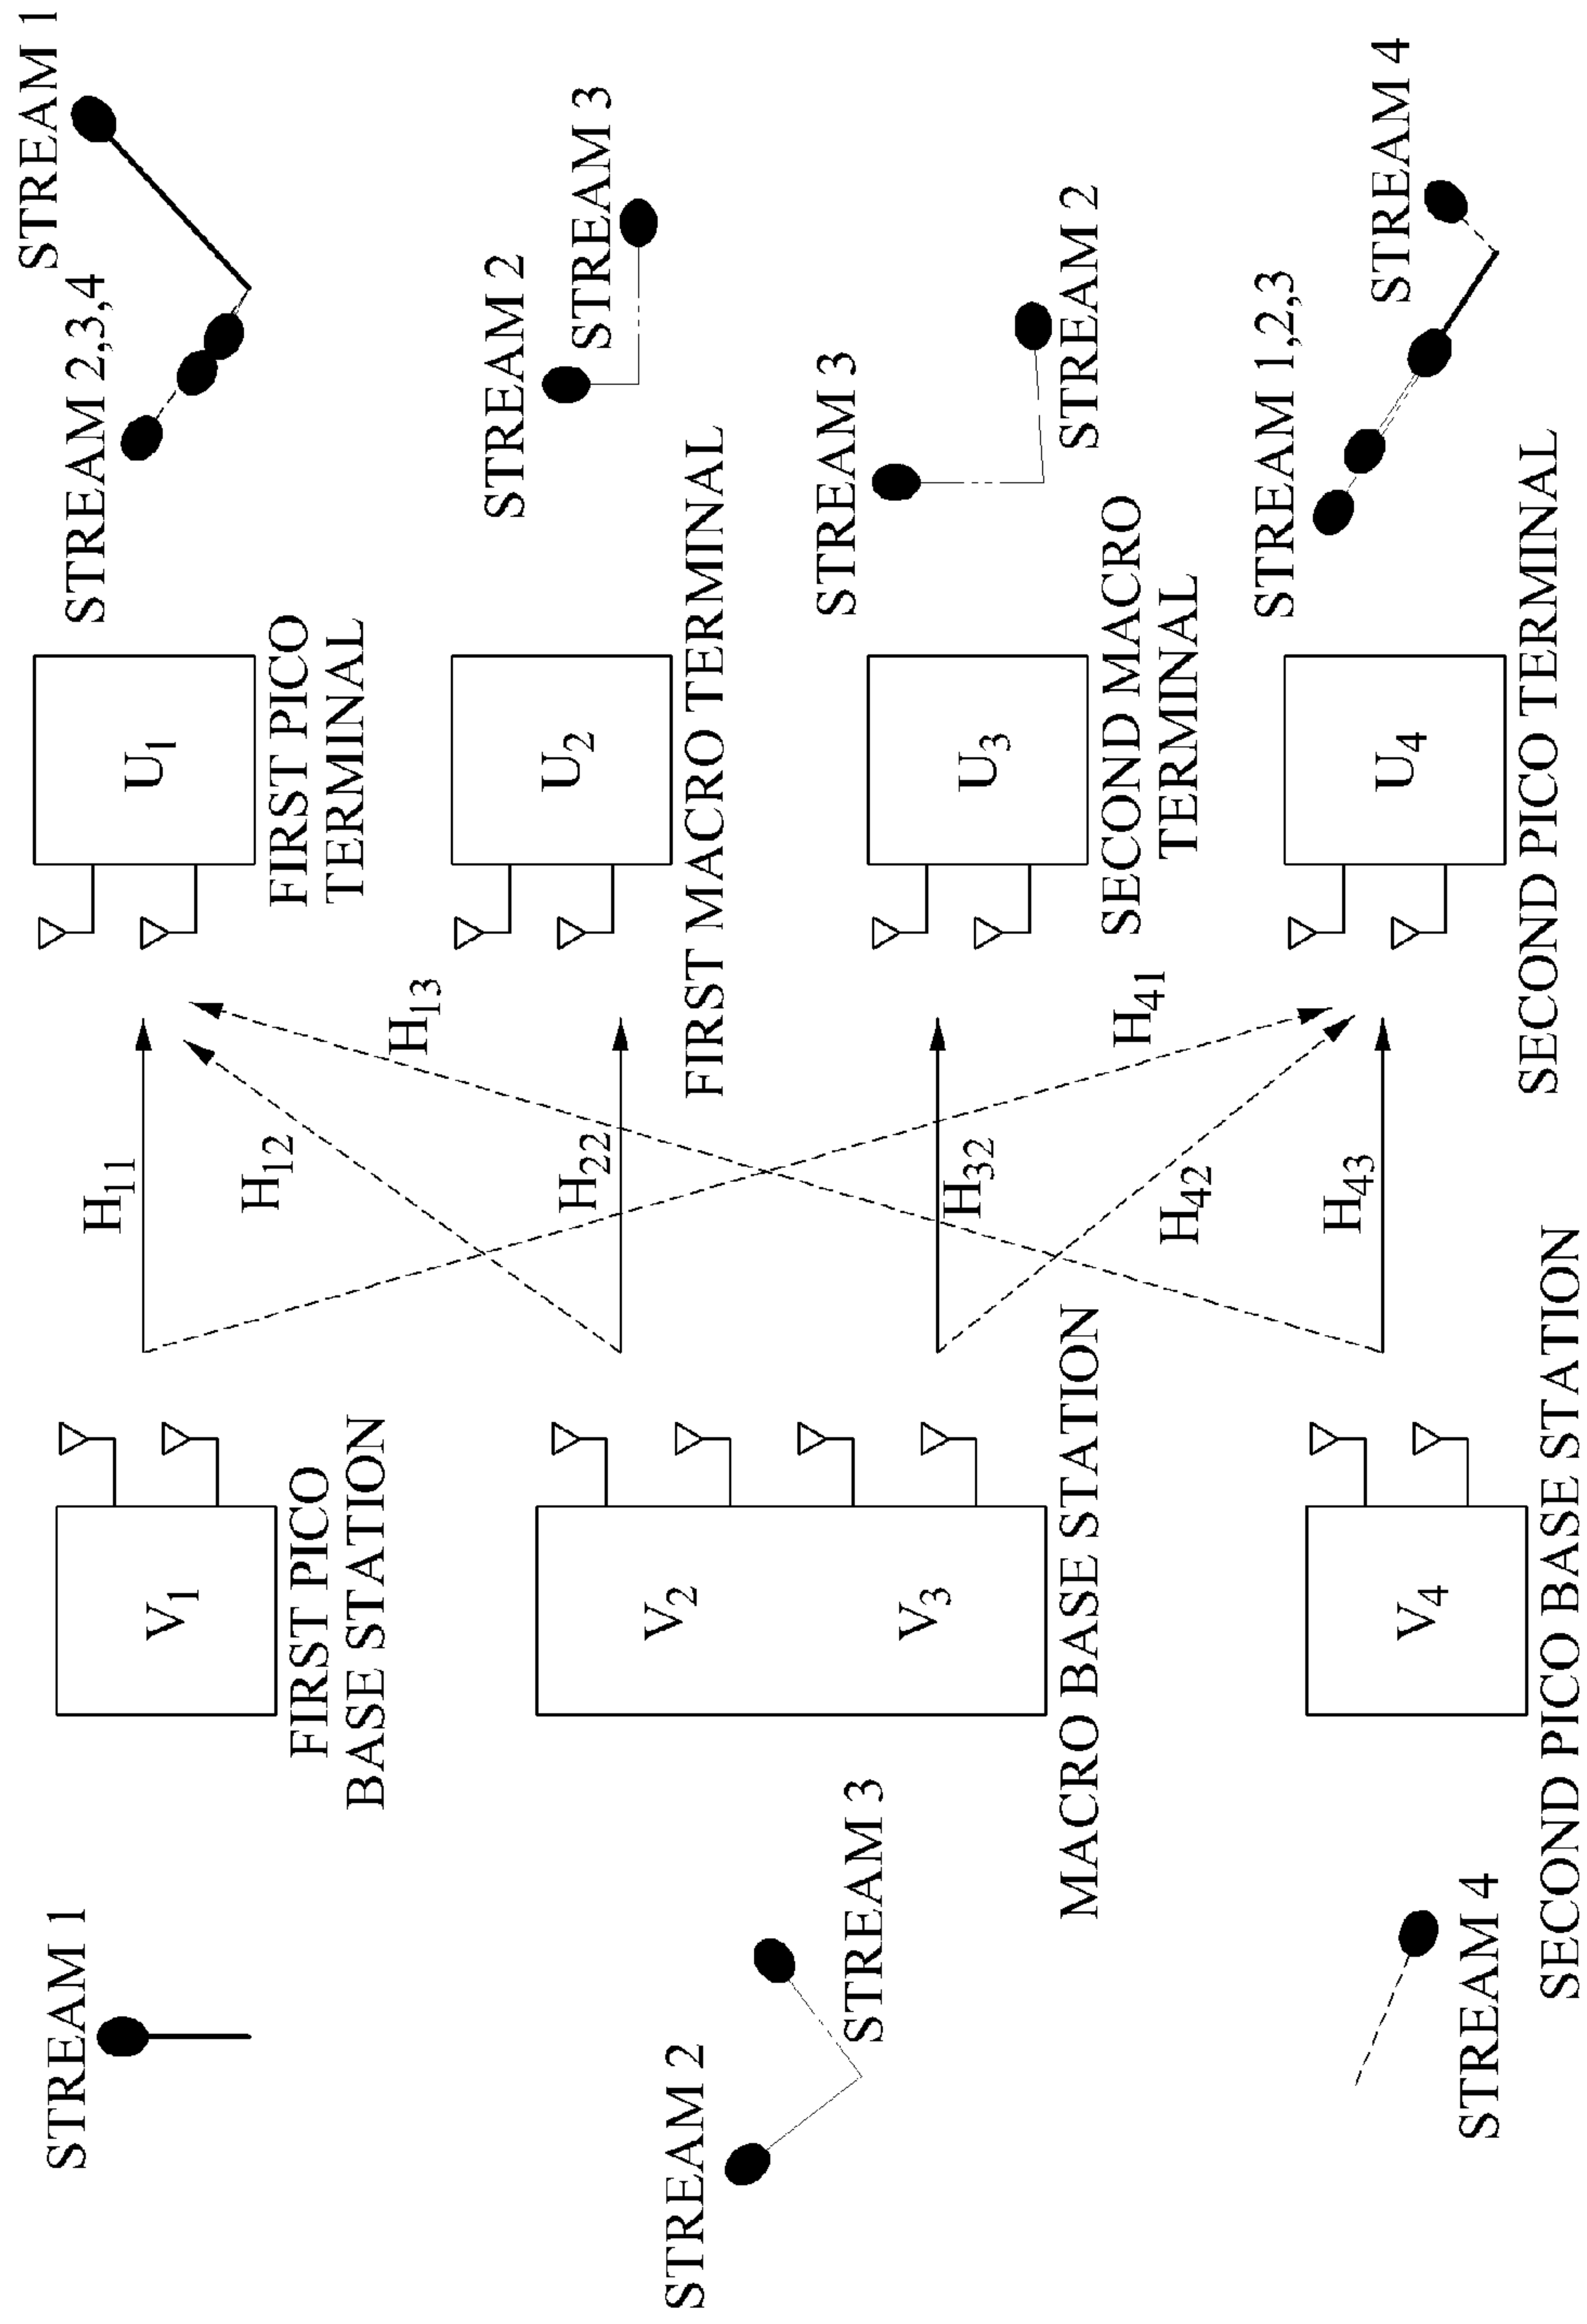 STREAM 1
V1
FIRST PICO
BASE STATION
H11
H12
H13
U1
FIRST PICO
TERMINAL
STREAM 2,3,4
STREAM 1
STREAM 2
STREAM 3
V2
V3
MACRO BASE STATION
H22
U2
FIRST MACRO TERMINAL
STREAM 2
STREAM 3
H32
U3
SECOND MACRO
TERMINAL
STREAM 3
STREAM 2
STREAM 4
V4
SECOND PICO BASE STATION
H41
H42
H43
U4
SECOND PICO TERMINAL
STREAM 1,2,3
STREAM 4